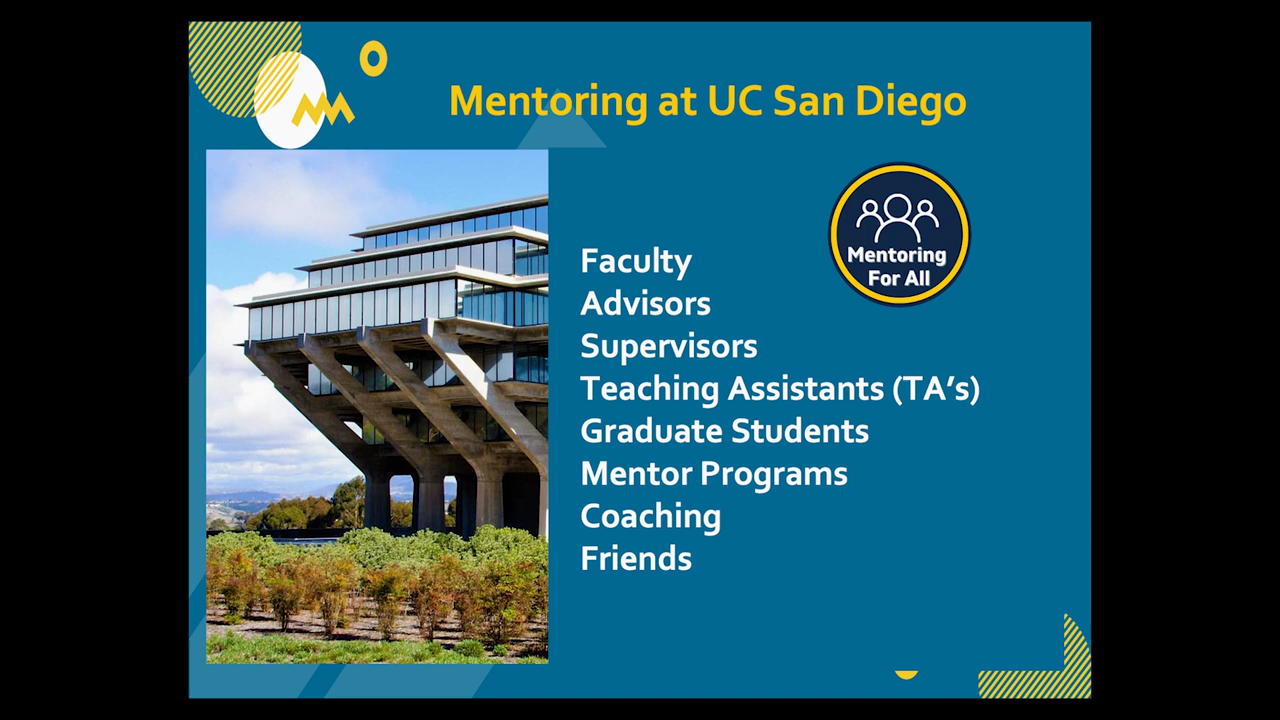 Mentoring at UC San Diego
Mentoring
For All
Faculty
Advisors
Supervisors
Teaching Assistants (TA’s)
Graduate Students
Mentor Programs
Coaching
Friends